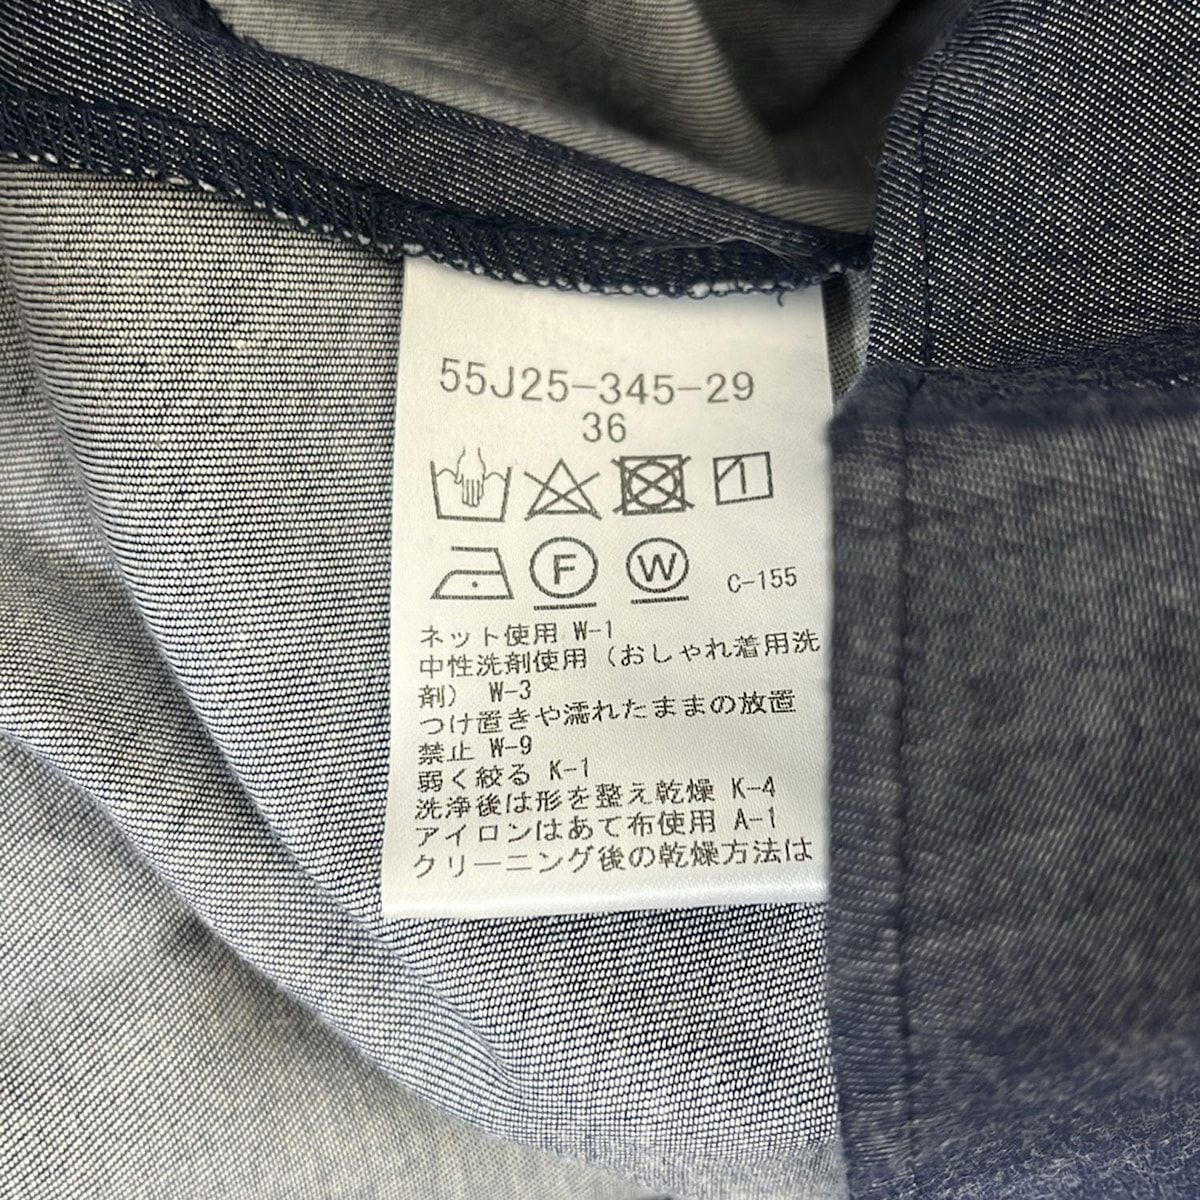 55J25-345-29
36
F W C-155
ネット使用 W-1
中性洗剤使用(おしゃれ着用洗
剤) W-3
つけ置きや濡れたままの放置
禁止 W-9
弱く絞る K-1
洗浄後は形を整え乾燥 K-4
アイロンはあて布使用 A-1
クリーニング後の乾燥方法は